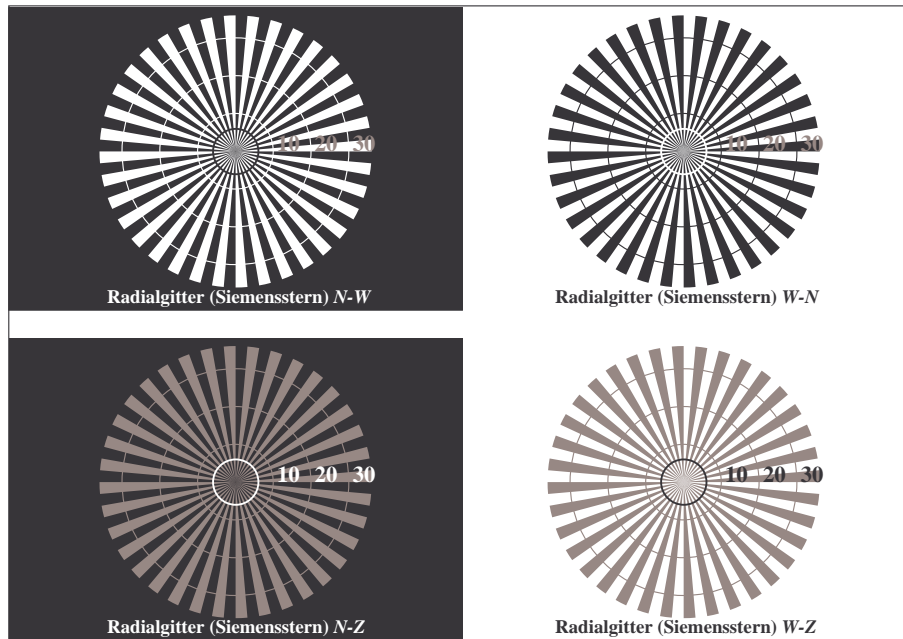 10 20 30
Radialgitter (Siemensstern) N-W
10 20 30
Radialgitter (Siemensstern) W-N
10 20 30
Radialgitter (Siemensstern) N-Z
10 20 30
Radialgitter (Siemensstern) W-Z